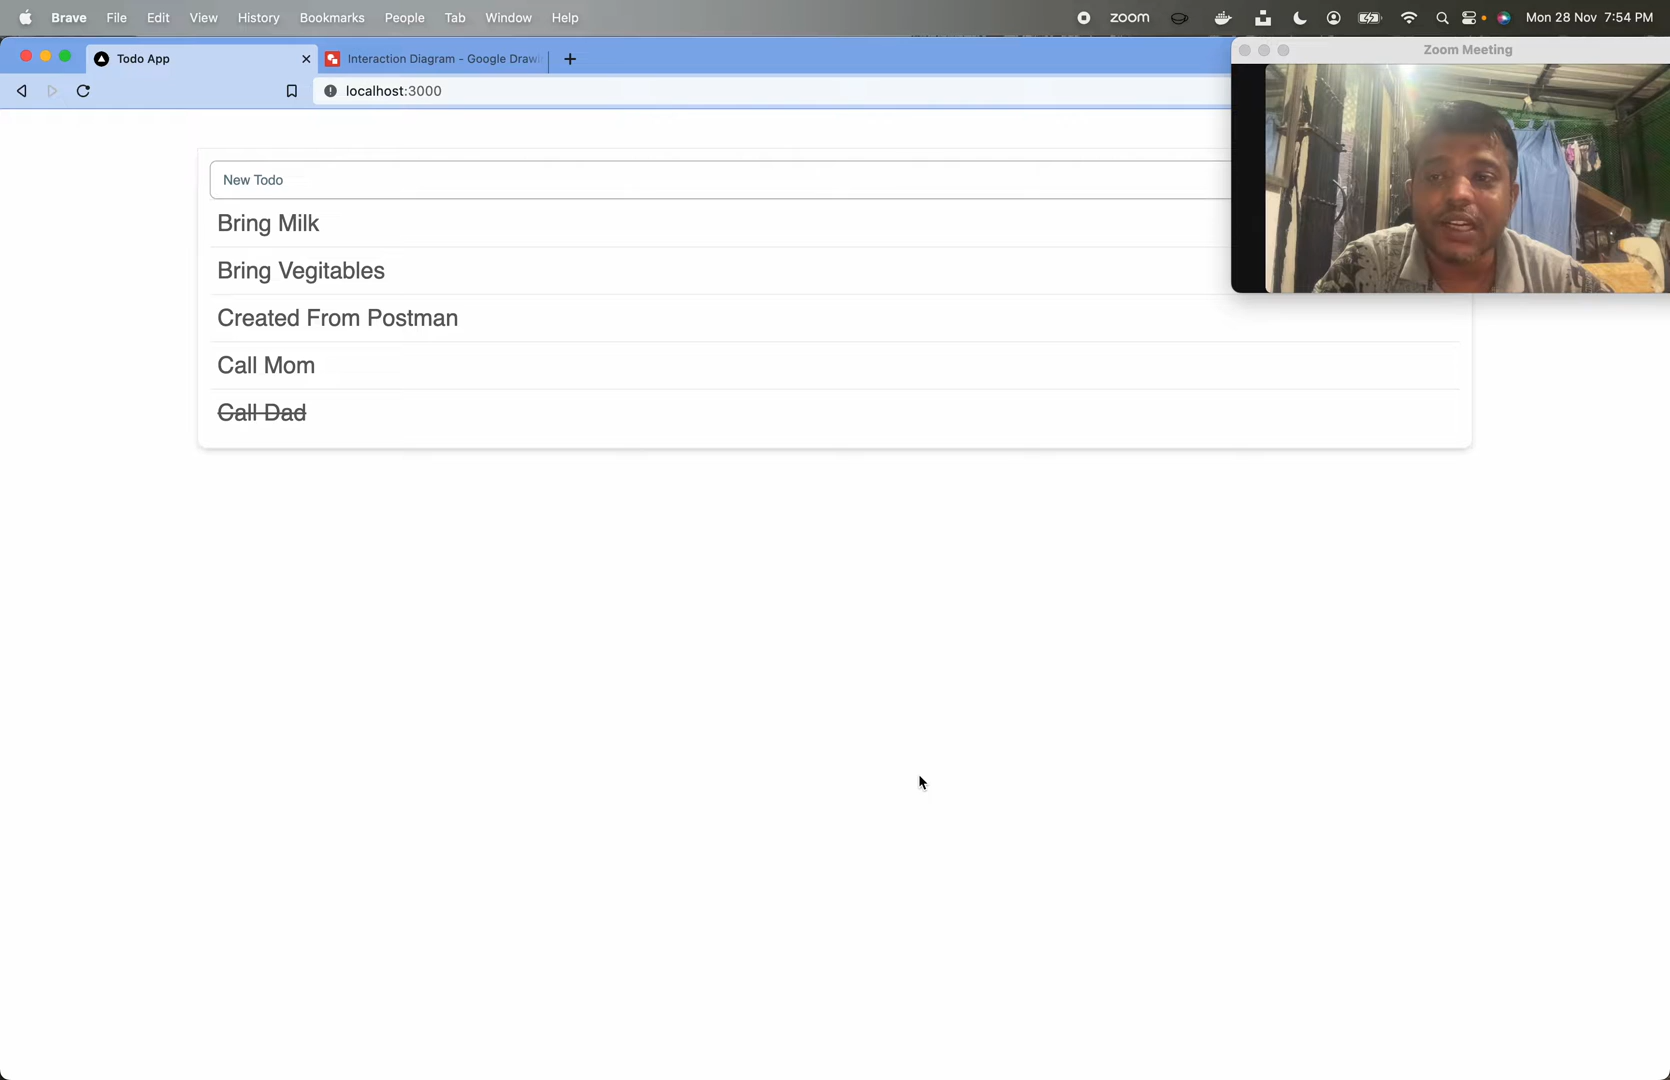 Brave File Edit View History Bookmarks People Tab Window Help zoom Mon 28 Nov 7:54 PM
Todo App Interaction Diagram - Google Drawi
Zoom Meeting
localhost:3000
New Todo
Bring Milk
Bring Vegitables
Created From Postman
Call Mom
Call Dad